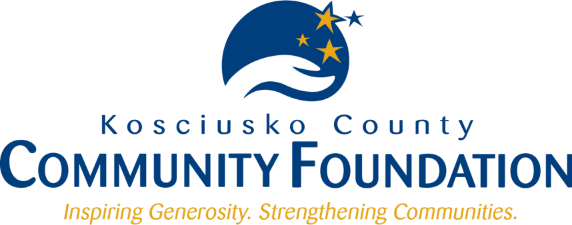 Kosciusko County
COMMUNITY FOUNDATION
Inspiring Generosity. Strengthening Communities.